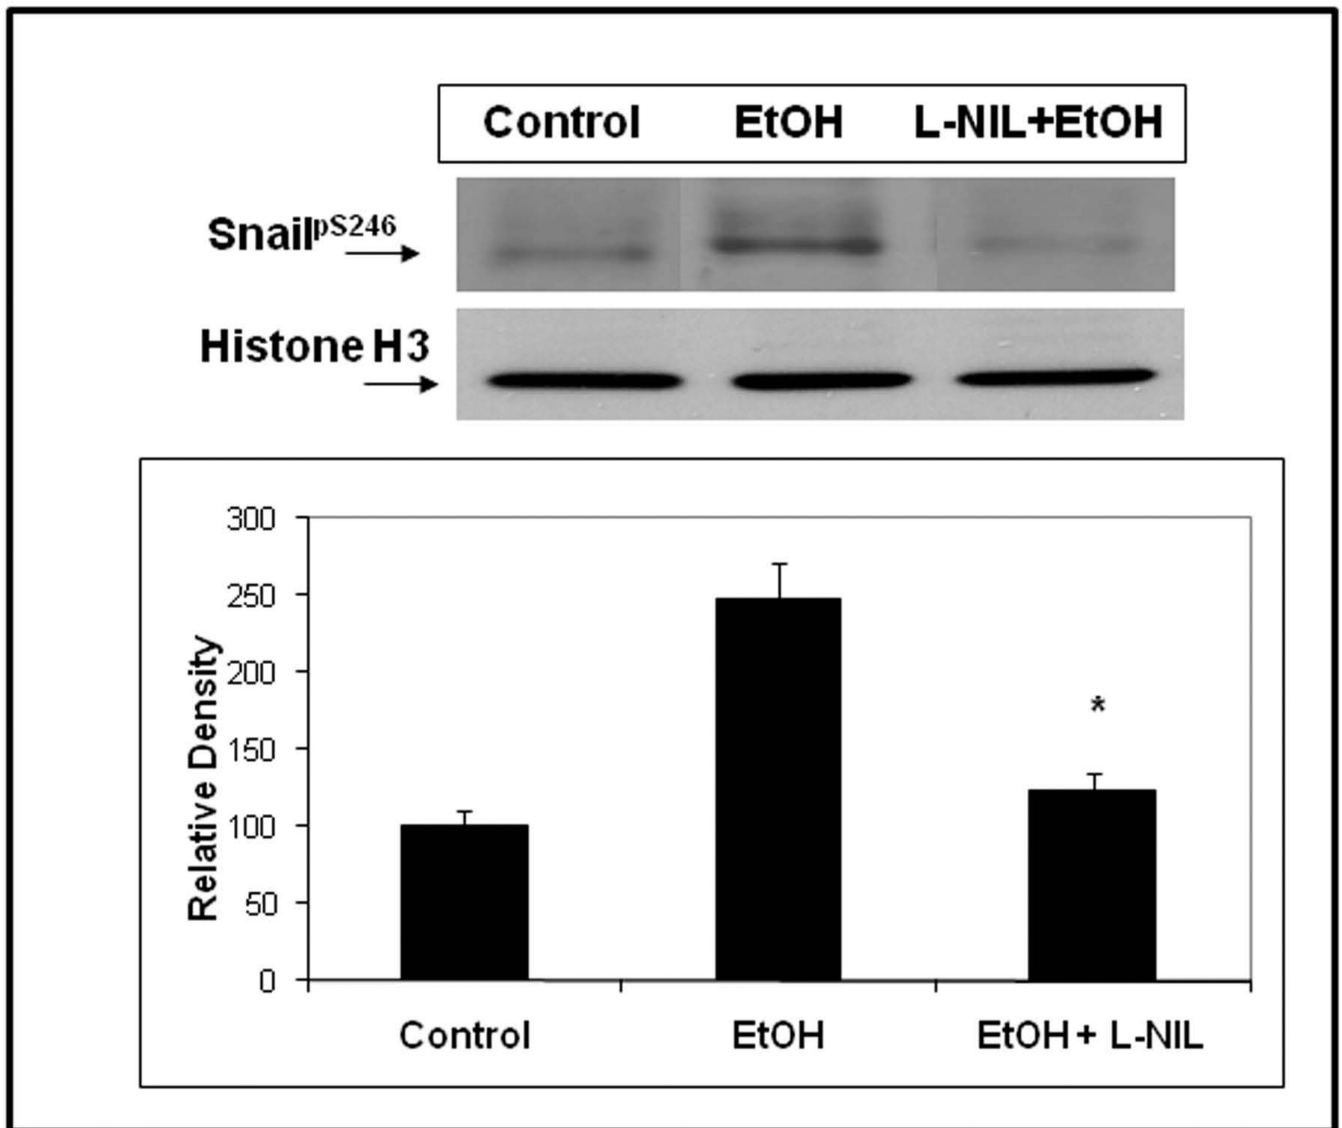 Control EtOH L-NIL+EtOH
Snail pS246
Histone H3
300
250
200
150
100
50
0
Relative Density
*
Control EtOH EtOH + L-NIL